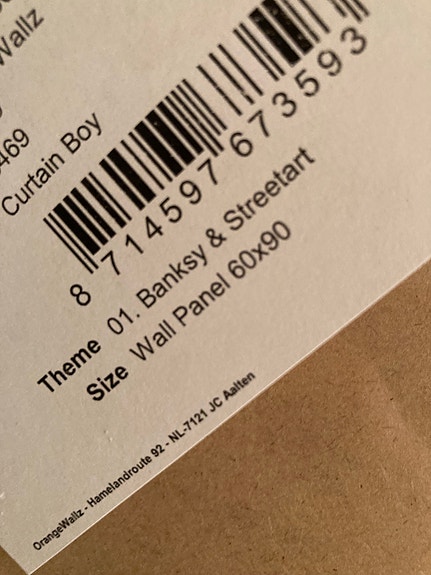 Wallz
469
Curtain Boy
8 714597 673593
Theme 01. Banksy & Streetart
Size Wall Panel 60x90
OrangeWallz - Hamelandroute 92 - NL-7121 JC Aalten